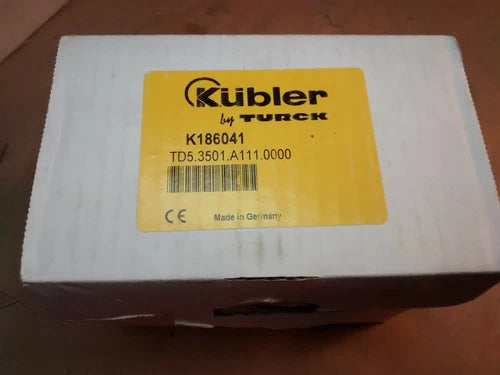 Kübler
by TURCK
K186041
TD5.3501.A111.0000
CE Made in Germany